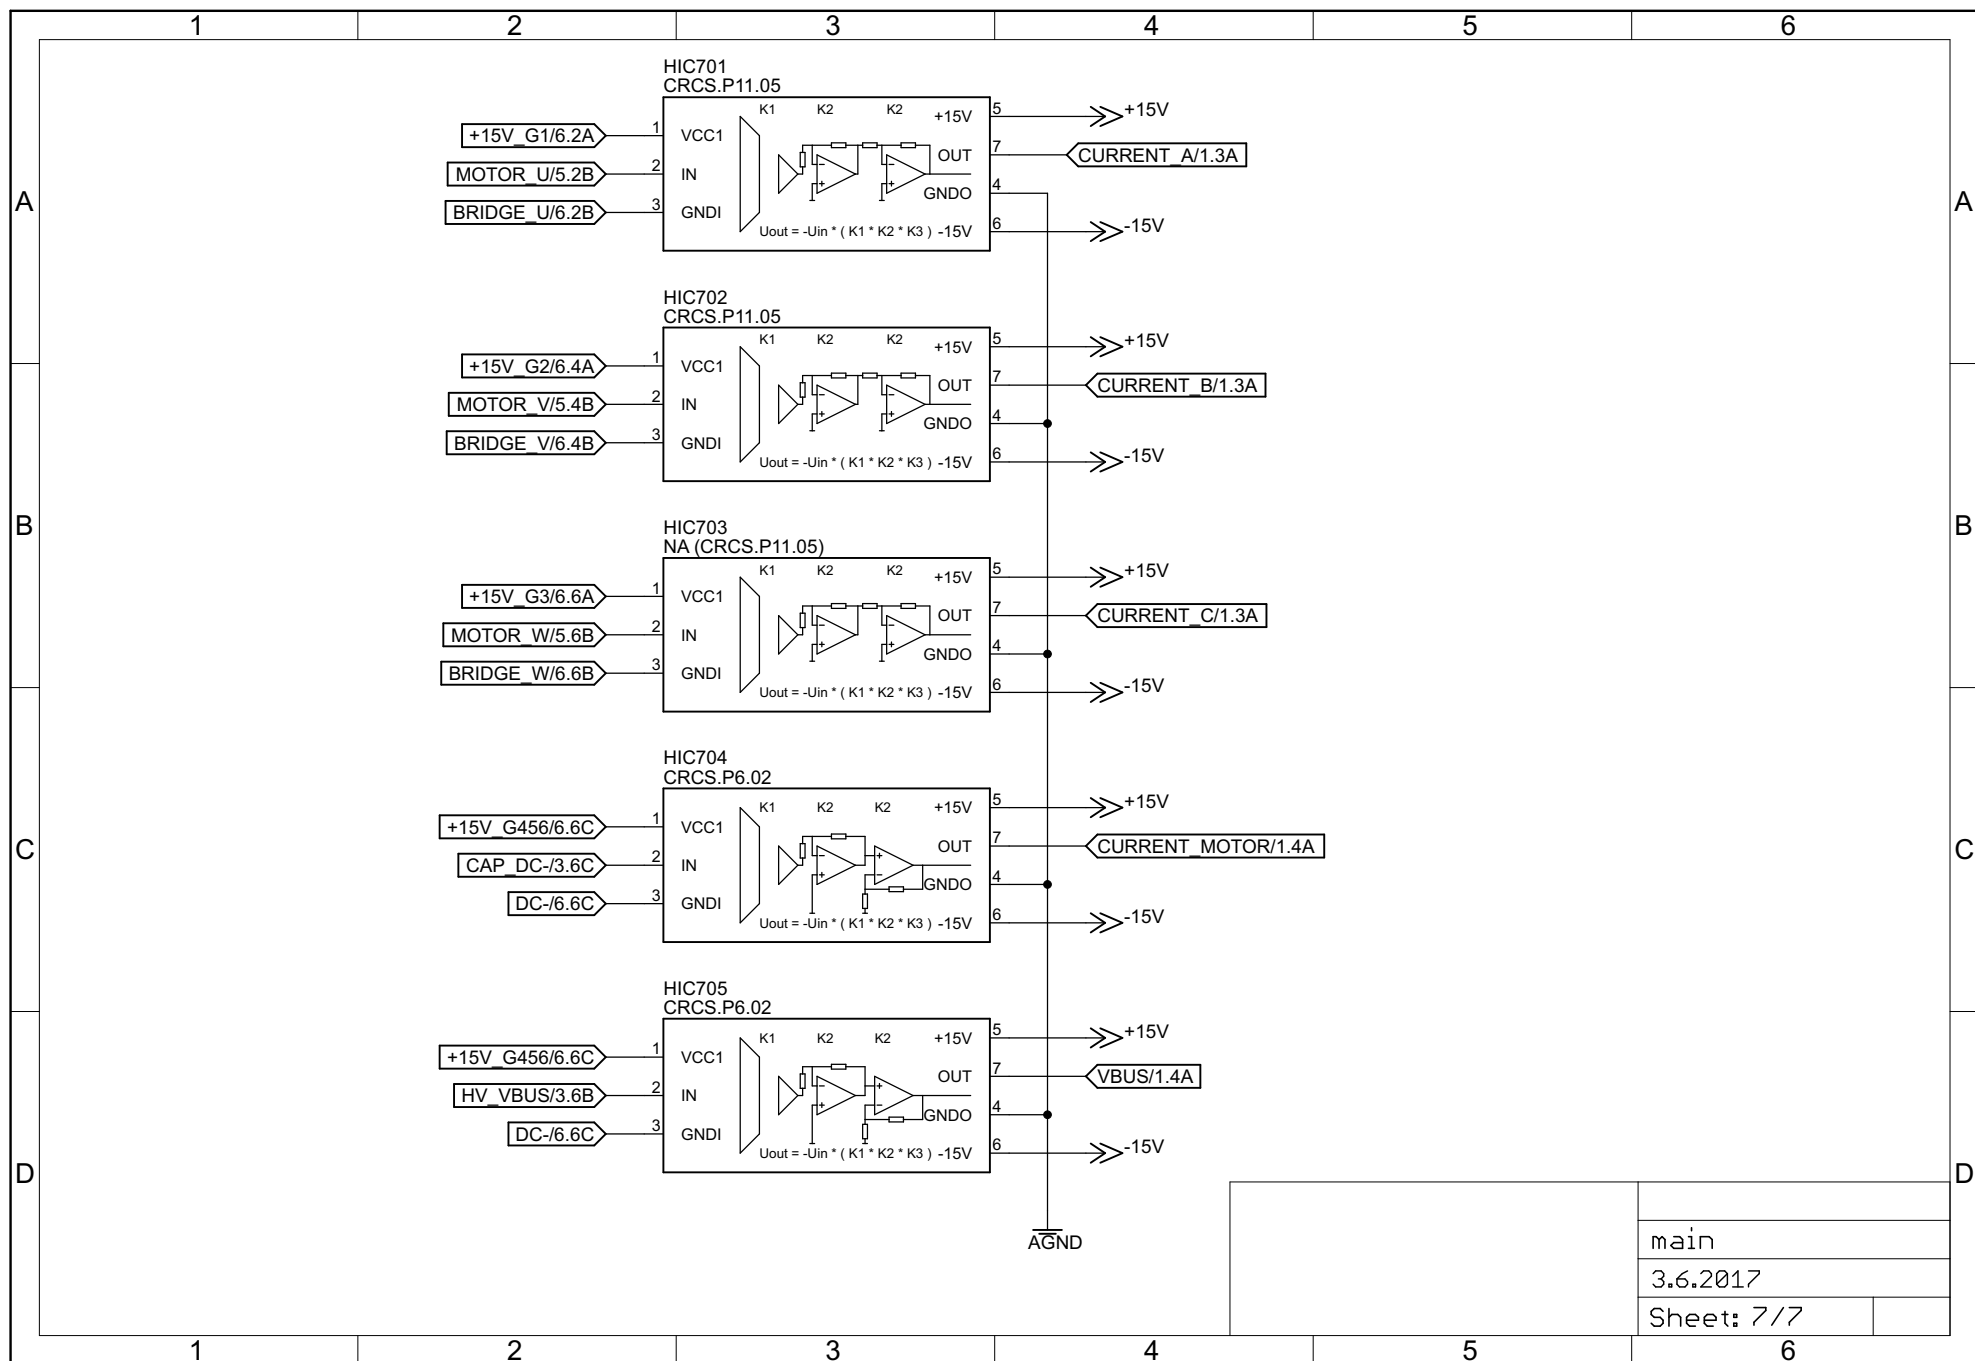 1 2 3 4 5 6
A A
HIC701
CRCS.P11.05
K1 K2 K2
+15V_G1/6.2A 1 VCC1 +15V 5 +15V
MOTOR_U/5.2B 2 IN OUT 7 CURRENT_A/1.3A
BRIDGE_U/6.2B 3 GNDI GNDO 4
Uout = -Uin * ( K1 * K2 * K3 ) -15V 6 -15V
HIC702
CRCS.P11.05
K1 K2 K2
+15V_G2/6.4A 1 VCC1 +15V 5 +15V
MOTOR_V/5.4B 2 IN OUT 7 CURRENT_B/1.3A
BRIDGE_V/6.4B 3 GNDI GNDO 4
Uout = -Uin * ( K1 * K2 * K3 ) -15V 6 -15V
B B
HIC703
NA (CRCS.P11.05)
K1 K2 K2
+15V_G3/6.6A 1 VCC1 +15V 5 +15V
MOTOR_W/5.6B 2 IN OUT 7 CURRENT_C/1.3A
BRIDGE_W/6.6B 3 GNDI GNDO 4
Uout = -Uin * ( K1 * K2 * K3 ) -15V 6 -15V
HIC704
CRCS.P6.02
K1 K2 K2
+15V_G456/6.6C 1 VCC1 +15V 5 +15V
C C
CAP_DC-/3.6C 2 IN OUT 7 CURRENT_MOTOR/1.4A
DC-/6.6C 3 GNDI GNDO 4
Uout = -Uin * ( K1 * K2 * K3 ) -15V 6 -15V
HIC705
CRCS.P6.02
K1 K2 K2
+15V_G456/6.6C 1 VCC1 +15V 5 +15V
HV_VBUS/3.6B 2 IN OUT 7 VBUS/1.4A
DC-/6.6C 3 GNDI GNDO 4
Uout = -Uin * ( K1 * K2 * K3 ) -15V 6 -15V
D D
AGND
main
3.6.2017
Sheet: 7/7
1 2 3 4 5 6